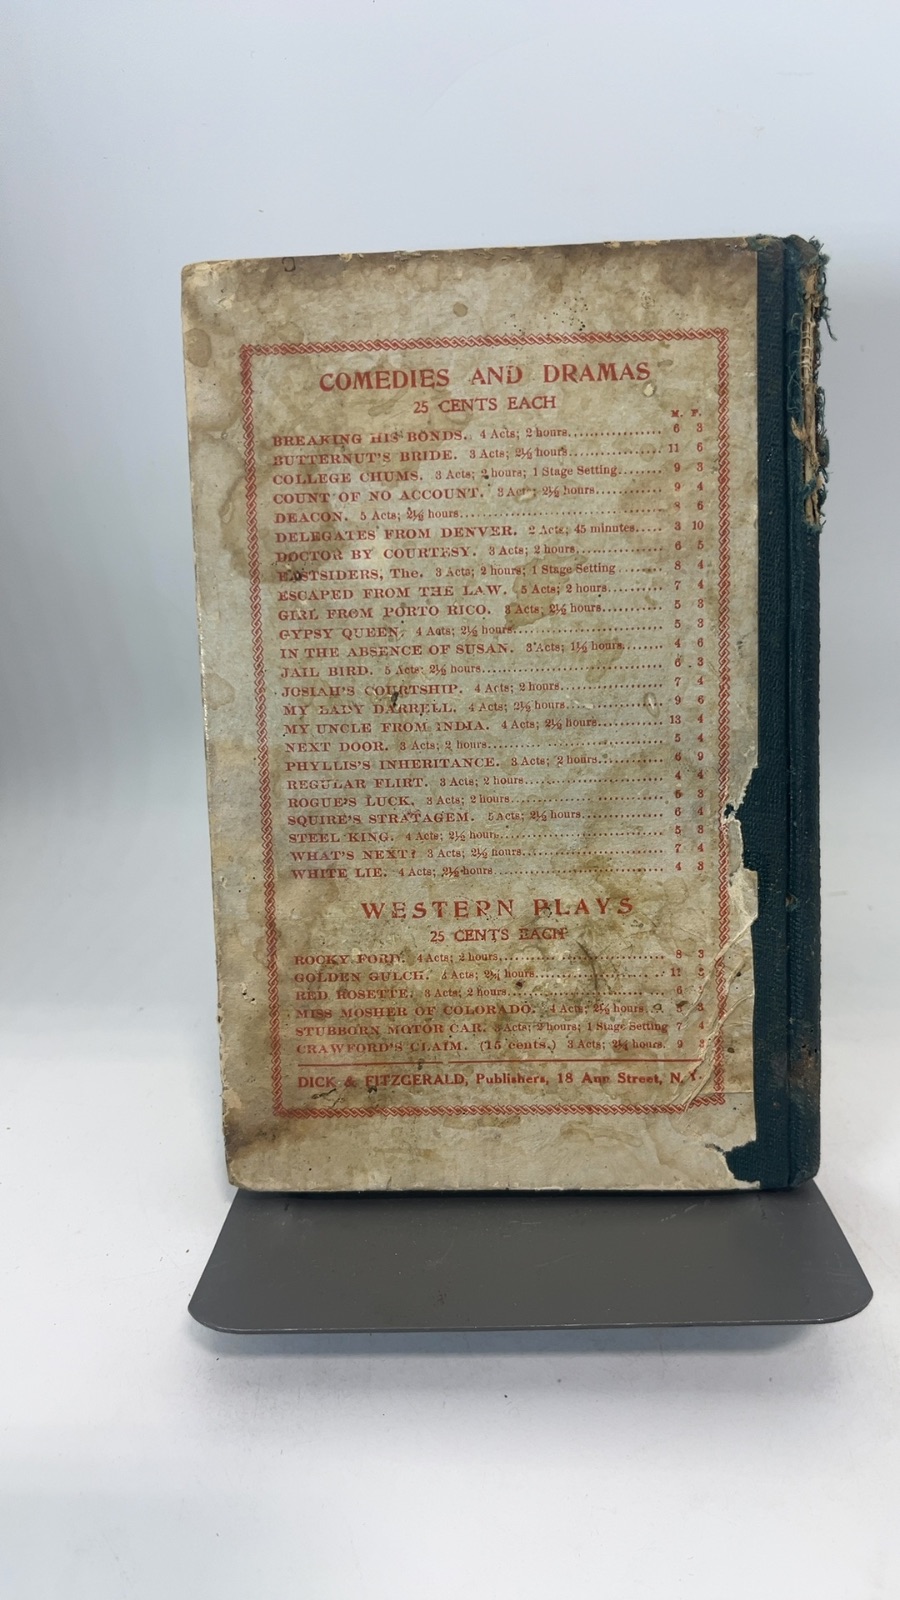 COMEDIES AND DRAMAS
25 CENTS EACH
M. F.
BREAKING HIS BONDS. 4 Acts; 2 hours................ 6 3
BUTTERNUT'S BRIDE. 3 Acts; 2½ hours................ 11 6
COLLEGE CHUMS. 3 Acts; 2 hours; 1 Stage Setting....... 9 3
COUNT OF NO ACCOUNT. 3 Acts; 2½ hours............ 9 4
DEACON. 5 Acts; 2½ hours................................ 8 6
DELEGATES FROM DENVER. 2 Acts; 45 minutes..... 3 10
DOCTOR BY COURTESY. 3 Acts; 2 hours.............. 6 5
EASTSIDERS, The. 3 Acts; 2 hours; 1 Stage Setting ....... 8 4
ESCAPED FROM THE LAW. 5 Acts; 2 hours......... 7 4
GIRL FROM PORTO RICO. 3 Acts; 2½ hours.......... 5 3
GYPSY QUEEN. 4 Acts; 2½ hours........................ 5 3
IN THE ABSENCE OF SUSAN. 3 Acts; 1½ hours....... 4 6
JAIL BIRD. 5 Acts; 2½ hours............................. 6 3
JOSIAH'S COURTSHIP. 4 Acts; 2 hours................. 7 4
MY LADY DARRELL. 4 Acts; 2½ hours................. 9 6
MY UNCLE FROM INDIA. 4 Acts; 2½ hours........... 13 4
NEXT DOOR. 3 Acts; 2 hours............................. 5 4
PHYLLIS'S INHERITANCE. 3 Acts; 2 hours........... 6 9
REGULAR FLIRT. 3 Acts; 2 hours...................... 4 4
ROGUE'S LUCK. 3 Acts; 2 hours........................ 5 3
SQUIRE'S STRATAGEM. 5 Acts; 2½ hours............. 6 4
STEEL KING. 4 Acts; 2½ hours.......................... 5 3
WHAT'S NEXT? 3 Acts; 2½ hours...................... 7 4
WHITE LIE. 4 Acts; 2½ hours........................... 4 3
WESTERN PLAYS
25 CENTS EACH
ROCKY FORD. 4 Acts; 2 hours........................... 8 3
GOLDEN GULCH. 3 Acts; 2¼ hours.................... 11 3
RED ROSETTE. 3 Acts; 2 hours......................... 6
MISS MOSHER OF COLORADO. 4 Acts; 2½ hours 5 3
STUBBORN MOTOR CAR. 3 Acts; 2 hours; 1 Stage Setting 7 4
CRAWFORD'S CLAIM. (15 cents.) 3 Acts; 2¼ hours. 9 3
DICK & FITZGERALD, Publishers, 18 Ann Street, N. Y.